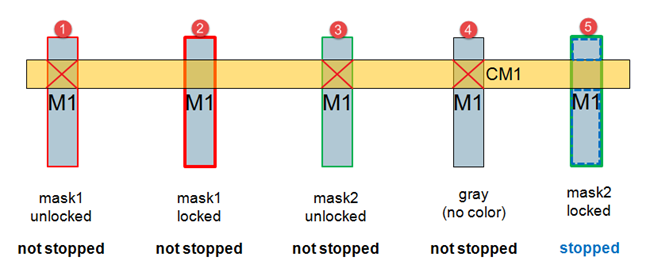 1 2 3 4 5
CM1
M1 M1 M1 M1 M1
mask1 mask1 mask2 gray mask2
unlocked locked unlocked (no color) locked
not stopped not stopped not stopped not stopped stopped